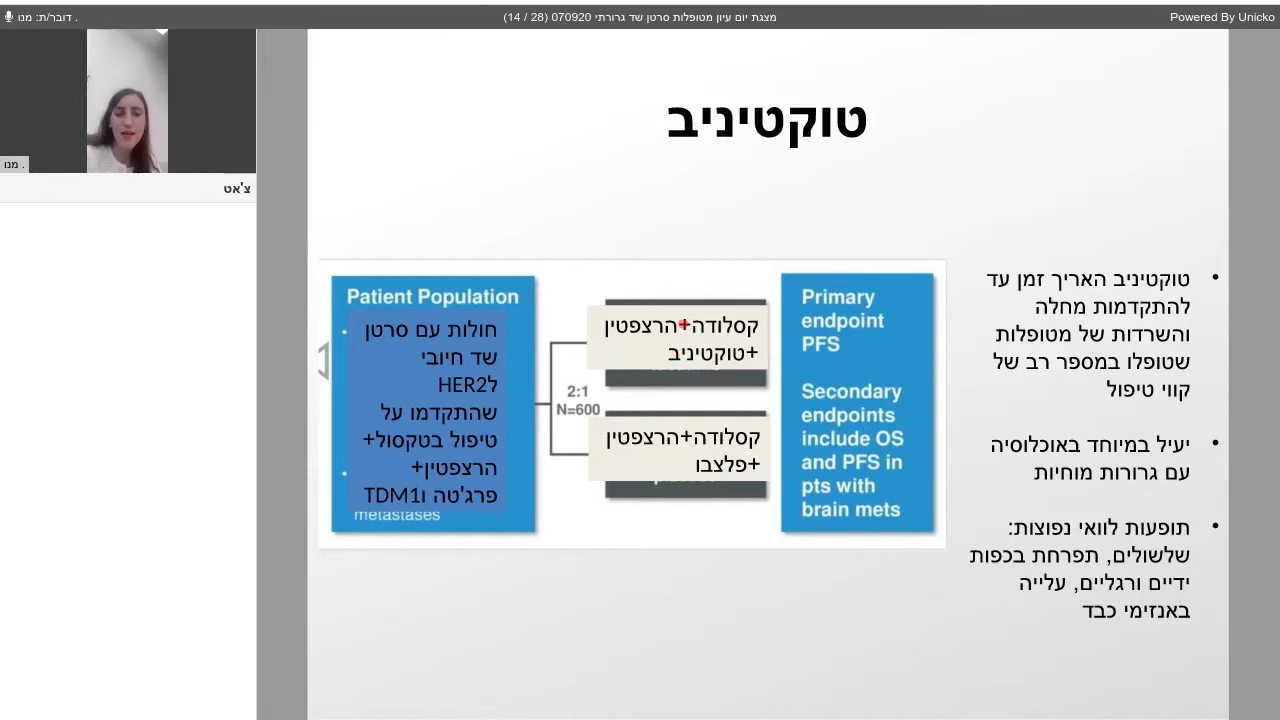 דובר/ת: מנו .
מצגת יום עיון מטופלות סרטן שד גרורתי 070920 (28 / 14)
Powered By Unicko
מנו .
צ'אט
טוקטיניב
• טוקטיניב האריך זמן עד
להתקדמות מחלה
והשרדות של מטופלות
שטופלו במספר רב של
קווי טיפול
• יעיל במיוחד באוכלוסיה
עם גרורות מוחיות
• תופעות לוואי נפוצות:
שלשולים, תפרחת בכפות
ידיים ורגליים, עלייה
באנזימי כבד
Patient Population
חולות עם סרטן
שד חיובי
לHER2
שהתקדמו על
טיפול בטקסול+
הרצפטין+
פרג'טה וTDM1
metastases
2:1
N=600
קסלודה+הרצפטין
+טוקטיניב
קסלודה+הרצפטין
+פלצבו
Primary
endpoint
PFS
Secondary
endpoints
include OS
and PFS in
pts with
brain mets